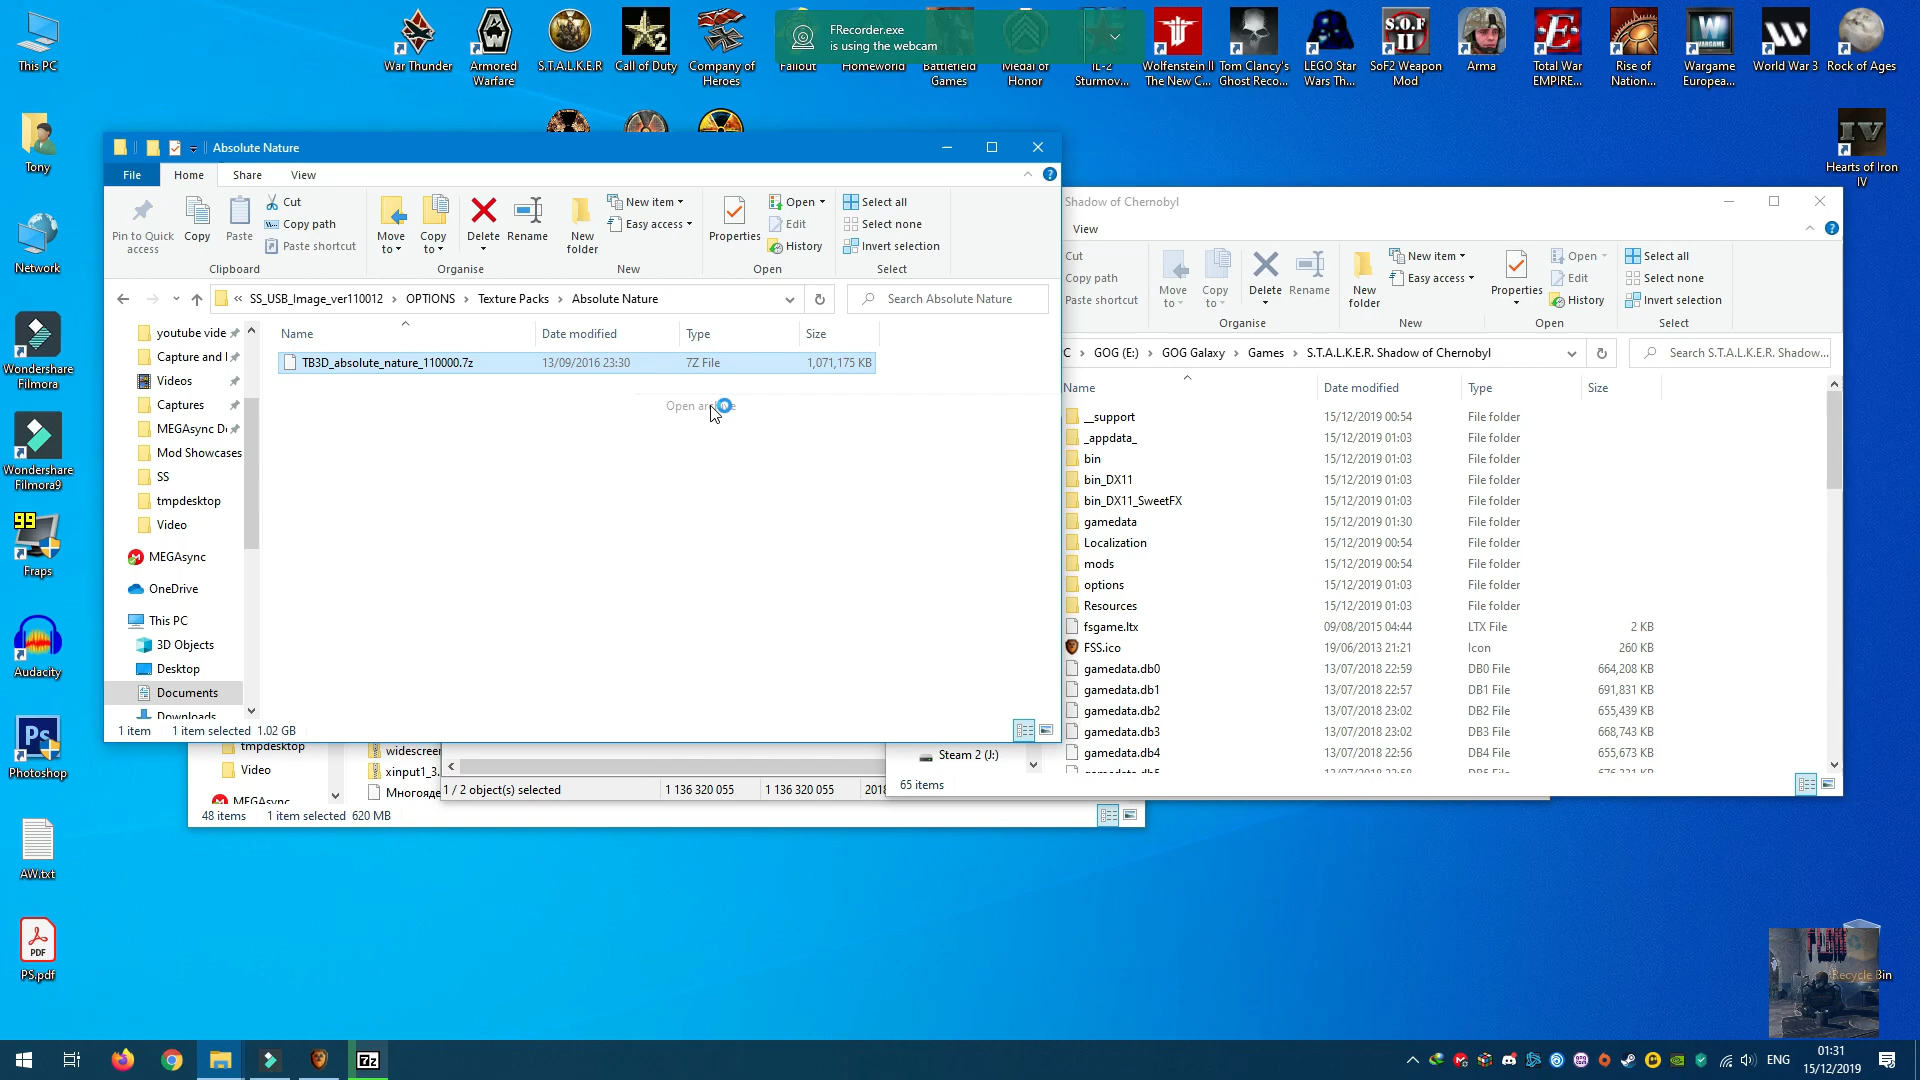 This PC
War Thunder
Armored Warfare
S.T.A.L.K.E.R
Call of Duty
Company of Heroes
FRecorder.exe
is using the webcam
Fallout
Homeworld
Battlefield Games
Medal of Honor
IL-2 Sturmov...
Wolfenstein II The New C...
Tom Clancy's Ghost Reco...
LEGO Star Wars Th...
SoF2 Weapon Mod
Arma
Total War EMPIRE...
Rise of Nation...
Wargame European...
World War 3
Rock of Ages
Hearts of Iron IV
Tony
Network
Wondershare Filmora
Wondershare Filmora9
Fraps
Audacity
Photoshop
AW.txt
PS.pdf
Recycle Bin
Absolute Nature
File Home Share View
Pin to Quick access
Copy
Paste
Cut
Copy path
Paste shortcut
Clipboard
Move to
Copy to
Delete
Rename
Organise
New folder
New item
Easy access
New
Properties
Open
Edit
History
Open
Select all
Select none
Invert selection
Select
« SS_USB_Image_ver110012 › OPTIONS › Texture Packs › Absolute Nature
Search Absolute Nature
Name Date modified Type Size
TB3D_absolute_nature_110000.7z 13/09/2016 23:30 7Z File 1,071,175 KB
youtube vide
Capture and
Videos
Captures
MEGAsync D
Mod Showcases
SS
tmpdesktop
Video
MEGAsync
OneDrive
This PC
3D Objects
Desktop
Documents
Downloads
1 item 1 item selected 1.02 GB
Shadow of Chernobyl
View
Cut
Copy path
Paste shortcut
Move to
Copy to
Delete
Rename
Organise
New folder
New item
Easy access
New
Properties
Open
Edit
History
Open
Select all
Select none
Invert selection
Select
GOG (E:) › GOG Galaxy › Games › S.T.A.L.K.E.R. Shadow of Chernobyl
Search S.T.A.L.K.E.R. Shadow...
Name Date modified Type Size
__support 15/12/2019 00:54 File folder
_appdata_ 15/12/2019 01:03 File folder
bin 15/12/2019 01:03 File folder
bin_DX11 15/12/2019 01:03 File folder
bin_DX11_SweetFX 15/12/2019 01:03 File folder
gamedata 15/12/2019 01:30 File folder
Localization 15/12/2019 00:54 File folder
mods 15/12/2019 00:54 File folder
options 15/12/2019 01:03 File folder
Resources 15/12/2019 01:03 File folder
fsgame.ltx 09/08/2015 04:44 LTX File 2 KB
FSS.ico 19/06/2013 21:21 Icon 260 KB
gamedata.db0 13/07/2018 22:59 DB0 File 664,208 KB
gamedata.db1 13/07/2018 22:57 DB1 File 691,831 KB
gamedata.db2 13/07/2018 23:02 DB2 File 655,439 KB
gamedata.db3 13/07/2018 23:02 DB3 File 668,743 KB
gamedata.db4 13/07/2018 22:56 DB4 File 655,673 KB
Steam 2 (J:)
65 items
tmpdesktop
Video
MEGAsync
widescreen
xinput1_3.
Многояде
1 / 2 object(s) selected 1 136 320 055 1 136 320 055 2018
48 items 1 item selected 620 MB
ENG
01:31
15/12/2019